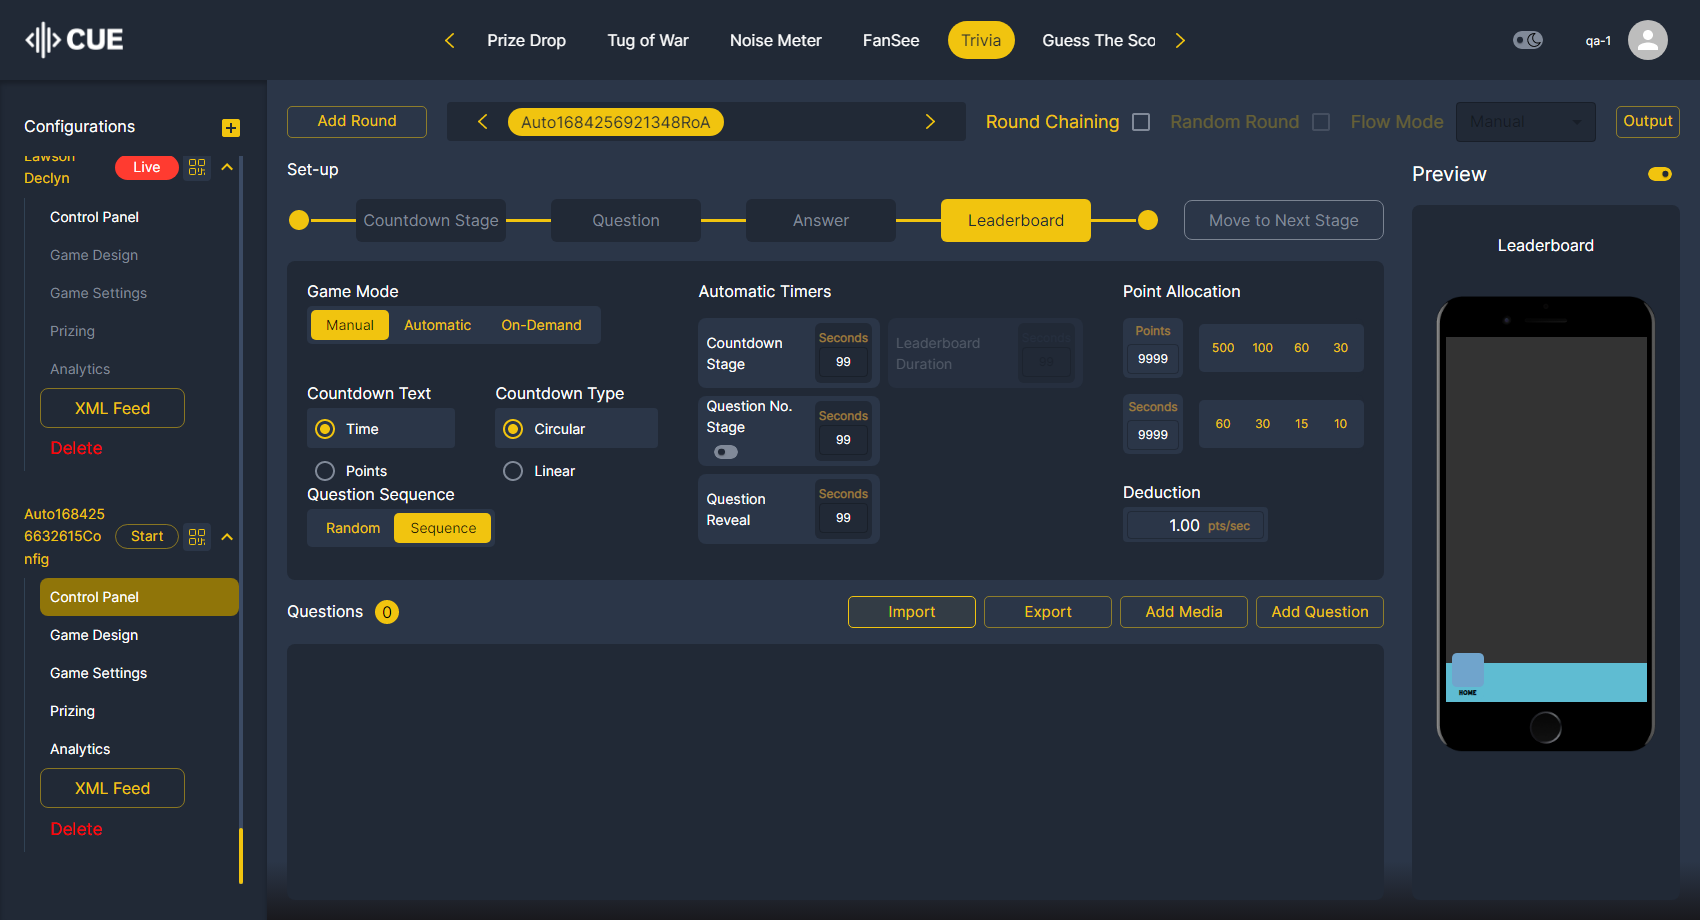 CUE
Prize Drop
Tug of War
Noise Meter
FanSee
Trivia
Guess The Sco
qa-1
Configurations
Lawson
Declyn
Live
Control Panel
Game Design
Game Settings
Prizing
Analytics
XML Feed
Delete
Auto168425
6632615Co
nfig
Start
Control Panel
Game Design
Game Settings
Prizing
Analytics
XML Feed
Delete
Add Round
Auto1684256921348RoA
Round Chaining
Random Round
Flow Mode
Manual
Output
Set-up
Countdown Stage
Question
Answer
Leaderboard
Move to Next Stage
Game Mode
Manual
Automatic
On-Demand
Countdown Text
Time
Points
Countdown Type
Circular
Linear
Question Sequence
Random
Sequence
Automatic Timers
Countdown
Stage
Seconds
99
Leaderboard
Duration
Seconds
99
Question No.
Stage
Seconds
99
Question
Reveal
Seconds
99
Point Allocation
Points
9999
500
100
60
30
Seconds
9999
60
30
15
10
Deduction
1.00 pts/sec
Questions
0
Import
Export
Add Media
Add Question
Preview
Leaderboard
HOME